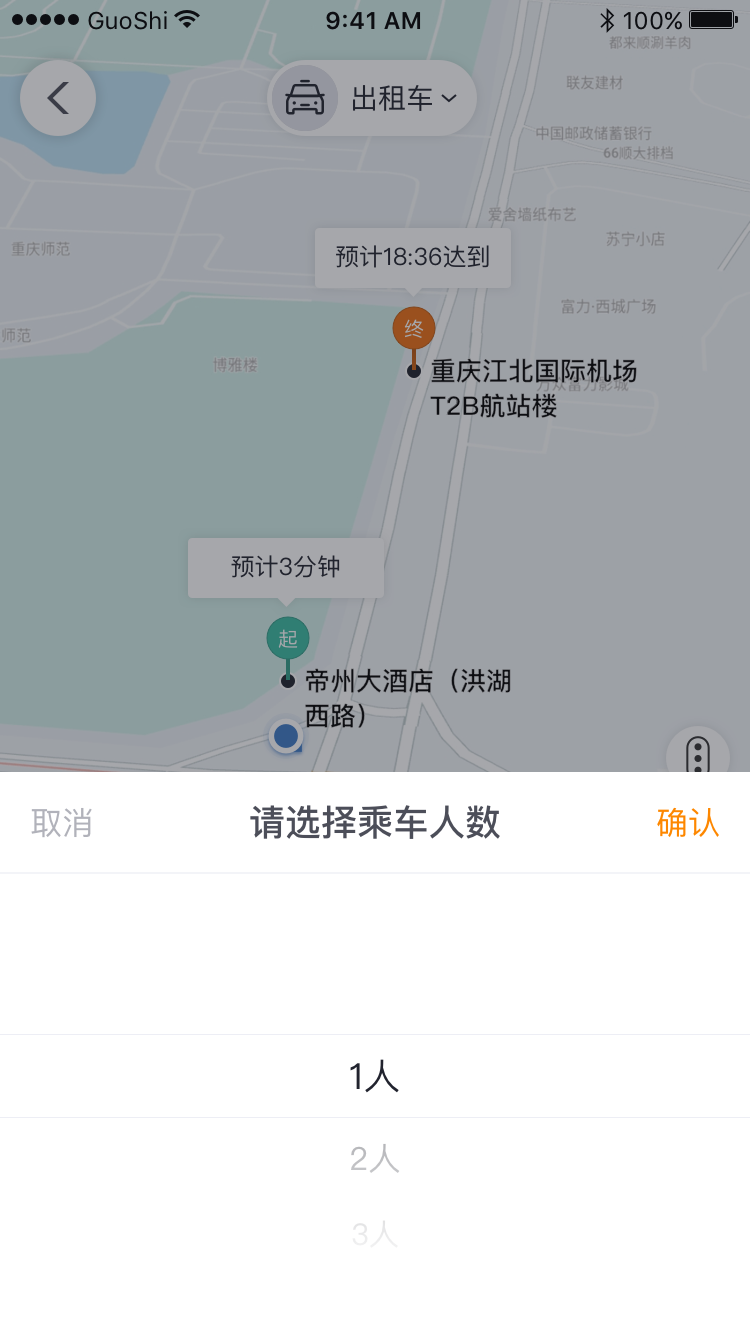 GuoShi
9:41 AM
100%
都来顺涮羊肉
出租车
联友建材
中国邮政储蓄银行
66顺大排档
爱舍墙纸布艺
苏宁小店
重庆师范
预计18:36达到
富力·西城广场
终
师范
博雅楼
重庆江北国际机场
万众富力影城
T2B航站楼
预计3分钟
起
帝州大酒店（洪湖
西路）
取消
请选择乘车人数
确认
1人
2人
3人